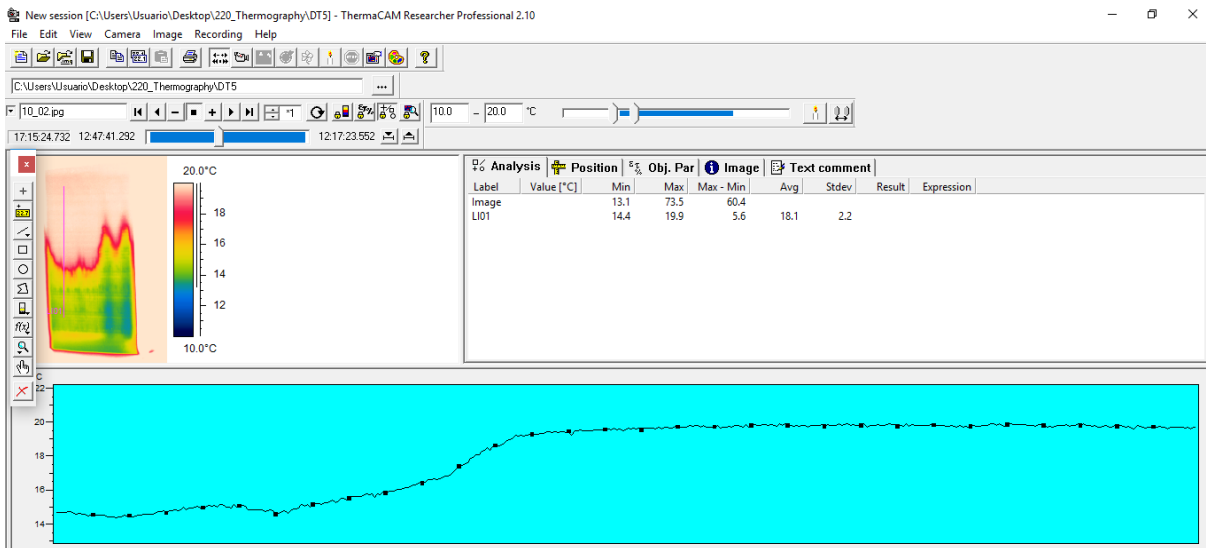 New session [C:\Users\Usuario\Desktop\220_Thermography\DT5] - ThermaCAM Researcher Professional 2.10
File Edit View Camera Image Recording Help
C:\Users\Usuario\Desktop\220_Thermography\DT5 ...
10_02.jpg 10.0 - 20.0 °C
17:15:24.732 12:47:41.292 12:17:23.552
20.0°C
18
16
14
12
10.0°C
Analysis Position Obj. Par Image Text comment
Label Value [°C] Min Max Max - Min Avg Stdev Result Expression
Image 13.1 73.5 60.4
LI01 14.4 19.9 5.6 18.1 2.2
f(x)
C
22
20
18
16
14